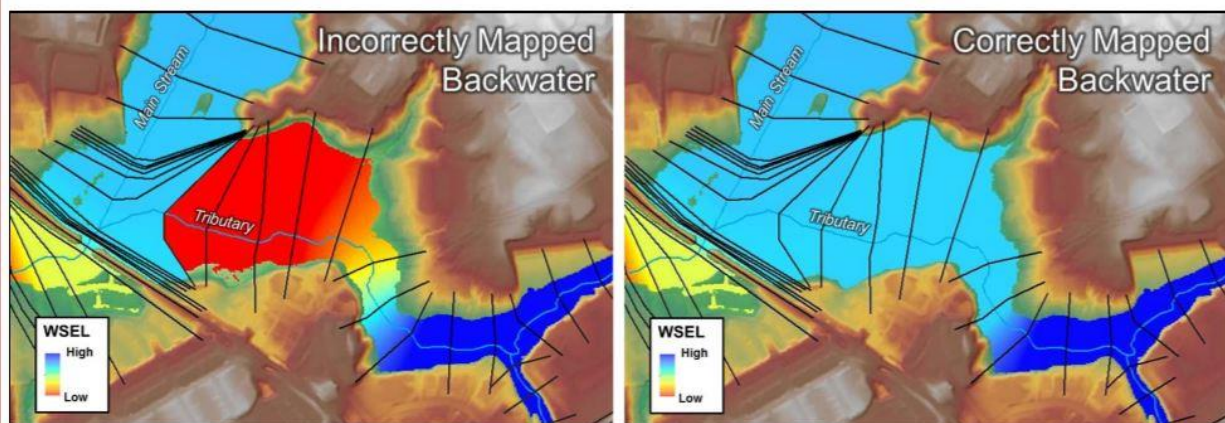 Incorrectly Mapped
Backwater
Main Stream
Tributary
WSEL
High
Low
Correctly Mapped
Backwater
Main Stream
Tributary
WSEL
High
Low